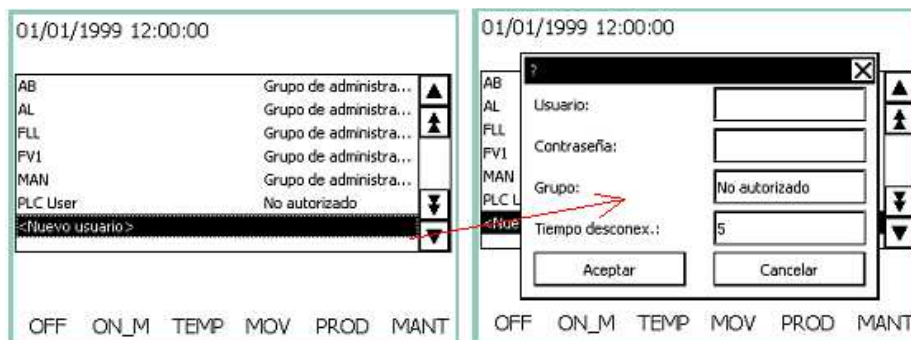 01/01/1999 12:00:00
AB Grupo de administra...
AL Grupo de administra...
FLL Grupo de administra...
FV1 Grupo de administra...
MAN Grupo de administra...
PLC User No autorizado
<Nuevo usuario>
OFF ON_M TEMP MOV PROD MANT
01/01/1999 12:00:00
?
AB
AL
FLL
FV1
MAN
PLC U
<Nue
Usuario:
Contraseña:
Grupo: No autorizado
Tiempo desconex.: 5
Aceptar Cancelar
OFF ON_M TEMP MOV PROD MANT